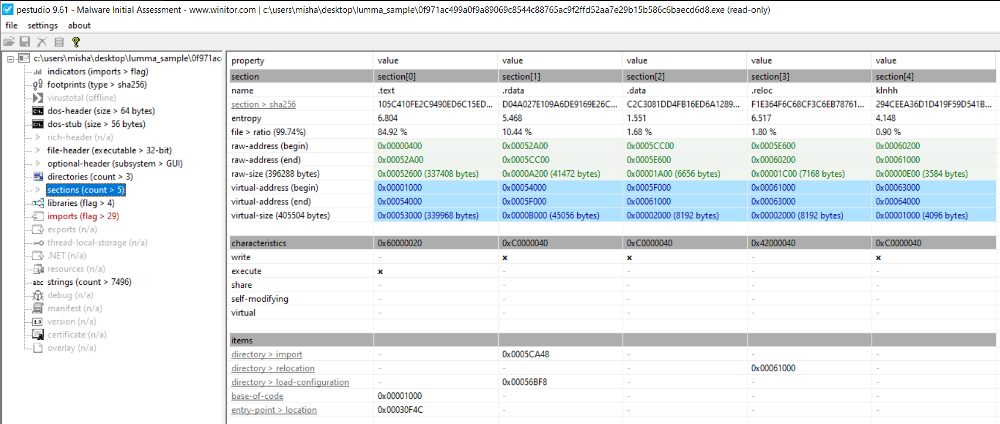 pestudio 9.61 - Malware Initial Assessment - www.winitor.com | c:\users\misha\desktop\lumma_sample\0f971ac499a0f9a89069c8544c88765ac9f2ffd52aa7e29b15b586c6baecd6d8.exe (read-only)
file settings about
c:\users\misha\desktop\lumma_sample\0f971ac
indicators (imports > flag)
footprints (type > sha256)
virustotal (offline)
dos-header (size > 64 bytes)
dos-stub (size > 56 bytes)
rich-header (n/a)
file-header (executable > 32-bit)
optional-header (subsystem > GUI)
directories (count > 3)
sections (count > 5)
libraries (flag > 4)
imports (flag > 29)
exports (n/a)
thread-local-storage (n/a)
.NET (n/a)
resources (n/a)
abc strings (count > 7496)
debug (n/a)
manifest (n/a)
1.0 version (n/a)
certificate (n/a)
overlay (n/a)
property value value value value value
section section[0] section[1] section[2] section[3] section[4]
name .text .rdata .data .reloc klnhh
section > sha256 105C410FE2C9490ED6C15ED... D04A027E109A6DE9169E26C... C2C3081DD4FB16ED6A1289... F1E364F6C68CF3C6EB78761... 294CEEA36D1D419F59D541B...
entropy 6.804 5.468 1.551 6.517 4.148
file > ratio (99.74%) 84.92 % 10.44 % 1.68 % 1.80 % 0.90 %
raw-address (begin) 0x00000400 0x00052A00 0x0005CC00 0x0005E600 0x00060200
raw-address (end) 0x00052A00 0x0005CC00 0x0005E600 0x00060200 0x00061000
raw-size (396288 bytes) 0x00052600 (337408 bytes) 0x0000A200 (41472 bytes) 0x00001A00 (6656 bytes) 0x00001C00 (7168 bytes) 0x00000E00 (3584 bytes)
virtual-address (begin) 0x00001000 0x00054000 0x0005F000 0x00061000 0x00063000
virtual-address (end) 0x00054000 0x0005F000 0x00061000 0x00063000 0x00064000
virtual-size (405504 bytes) 0x00053000 (339968 bytes) 0x0000B000 (45056 bytes) 0x00002000 (8192 bytes) 0x00002000 (8192 bytes) 0x00001000 (4096 bytes)
characteristics 0x60000020 0xC0000040 0xC0000040 0x42000040 0xC0000040
write - x x - x
execute x - - - -
share - - - - -
self-modifying - - - - -
virtual - - - - -
items
directory > import - 0x0005CA48 - - -
directory > relocation - - - 0x00061000 -
directory > load-configuration - 0x00056BF8 - - -
base-of-code 0x00001000 - - - -
entry-point > location 0x00030F4C - - - -